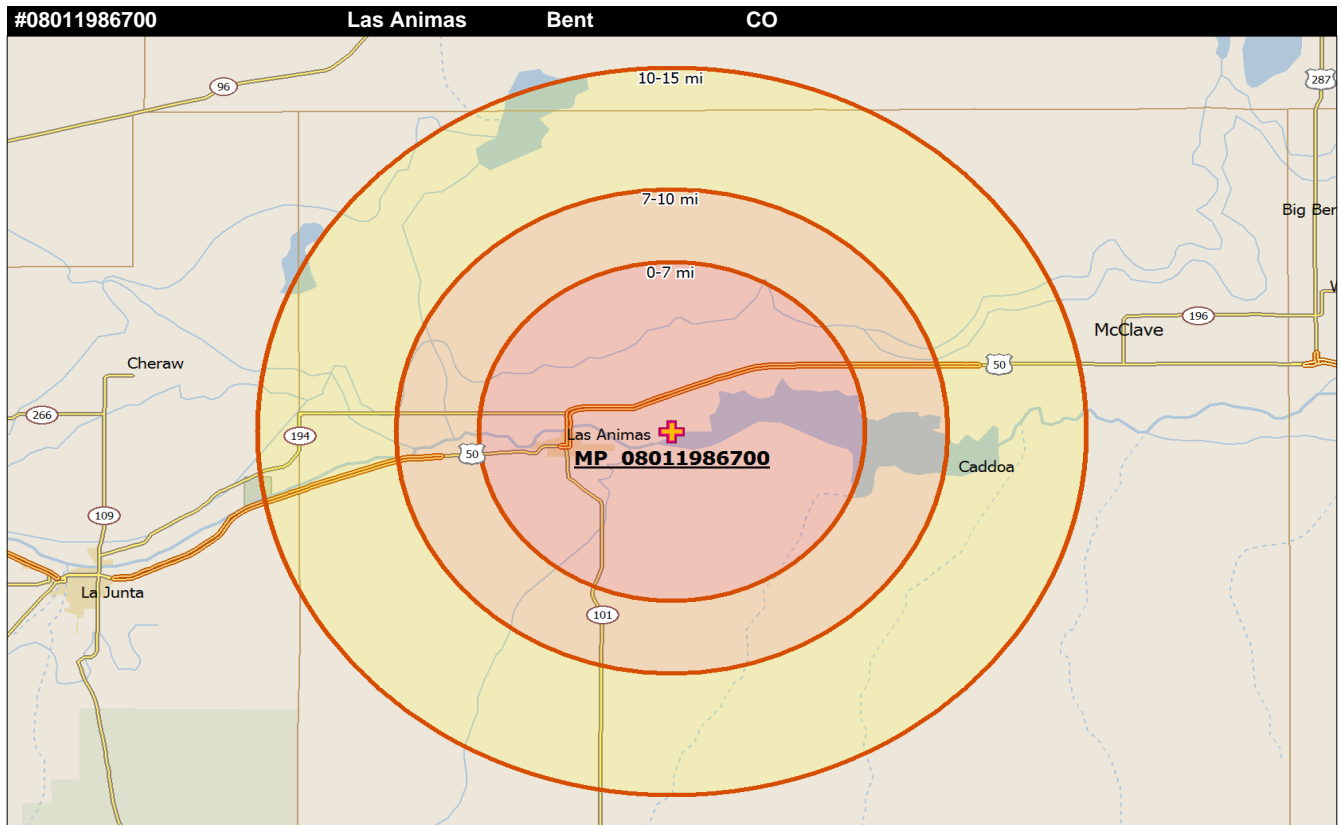 #08011986700 Las Animas Bent CO
10-15 mi
96
287
7-10 mi
Big Ber
0-7 mi
196
McClave
Cheraw
50
266
194
Las Animas
50
MP 08011986700
Caddoa
109
La Junta
101